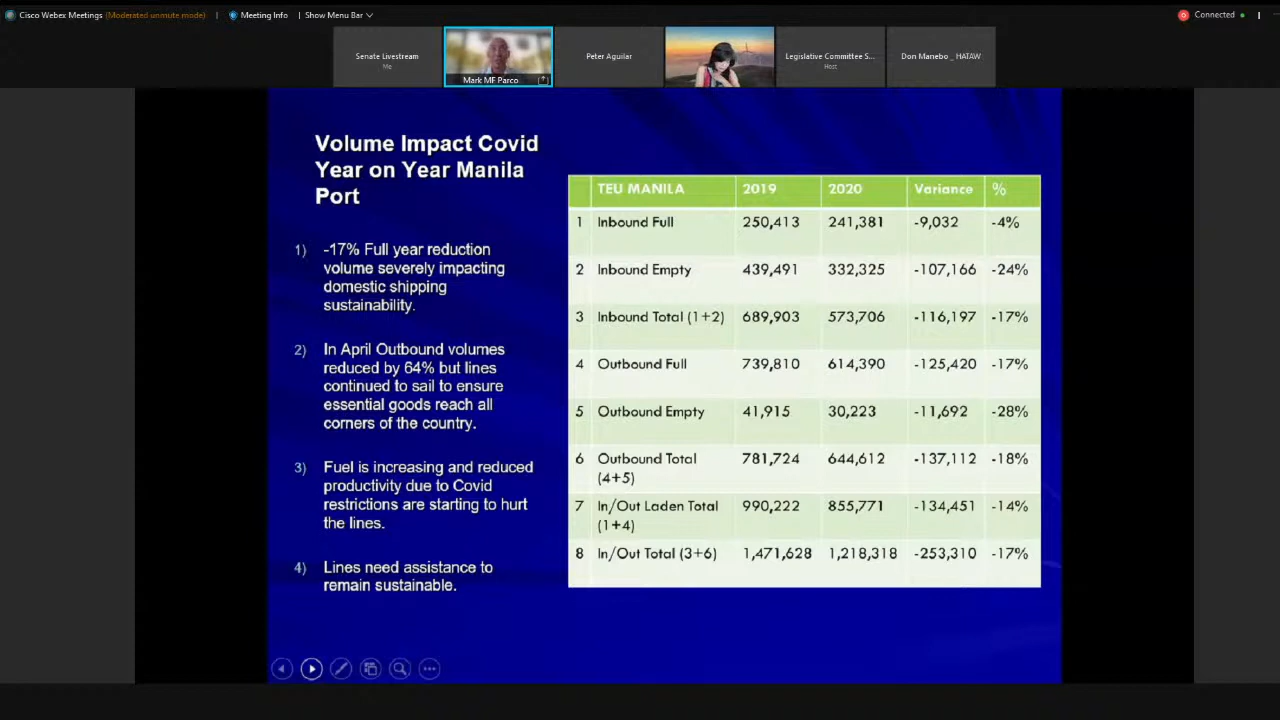 Cisco Webex Meetings (Moderated unmute mode) Meeting Info Show Menu Bar Connected
Senate Livestream
Me
Mark MF Parco
Peter Aguilar
Legislative Committee S...
Host
Don Manebo _ HATAW
Volume Impact Covid
Year on Year Manila
Port
1) -17% Full year reduction
volume severely impacting
domestic shipping
sustainability.
2) In April Outbound volumes
reduced by 64% but lines
continued to sail to ensure
essential goods reach all
corners of the country.
3) Fuel is increasing and reduced
productivity due to Covid
restrictions are starting to hurt
the lines.
4) Lines need assistance to
remain sustainable.
TEU MANILA 2019 2020 Variance %
1 Inbound Full 250,413 241,381 -9,032 -4%
2 Inbound Empty 439,491 332,325 -107,166 -24%
3 Inbound Total (1+2) 689,903 573,706 -116,197 -17%
4 Outbound Full 739,810 614,390 -125,420 -17%
5 Outbound Empty 41,915 30,223 -11,692 -28%
6 Outbound Total 781,724 644,612 -137,112 -18%
(4+5)
7 In/Out Laden Total 990,222 855,771 -134,451 -14%
(1+4)
8 In/Out Total (3+6) 1,471,628 1,218,318 -253,310 -17%